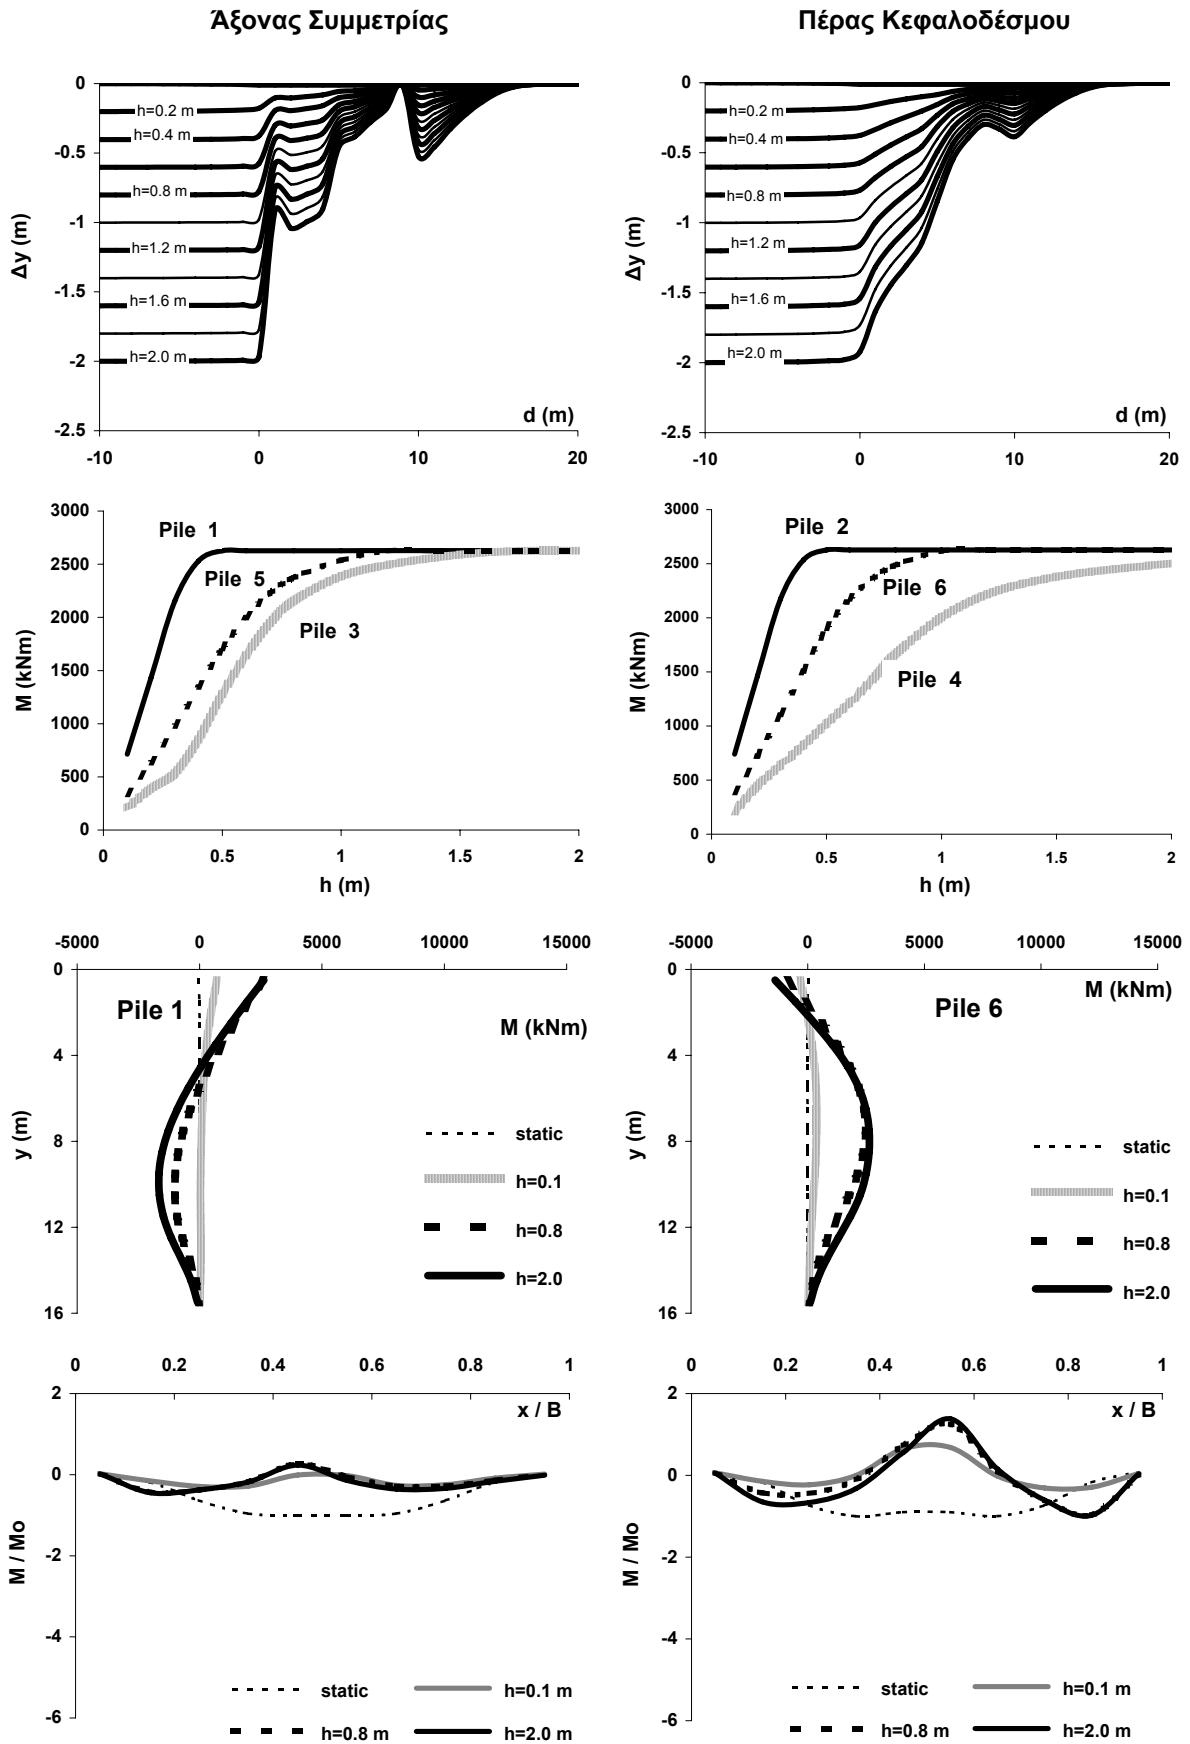 Άξονας Συμμετρίας
Πέρας Κεφαλοδέσμου
0
-0.5
-1
-1.5
-2
-2.5
Δy (m)
h=0.2 m
h=0.4 m
h=0.8 m
h=1.2 m
h=1.6 m
h=2.0 m
d (m)
-10 0 10 20
0
-0.5
-1
-1.5
-2
-2.5
Δy (m)
h=0.2 m
h=0.4 m
h=0.8 m
h=1.2 m
h=1.6 m
h=2.0 m
d (m)
-10 0 10 20
3000
2500
2000
1500
1000
500
0
M (kNm)
Pile 1
Pile 5
Pile 3
0 0.5 1 1.5 2
h (m)
3000
2500
2000
1500
1000
500
0
M (kNm)
Pile 2
Pile 6
Pile 4
0 0.5 1 1.5 2
h (m)
-5000 0 5000 10000 15000
0
4
8
12
16
y (m)
Pile 1
M (kNm)
static
h=0.1
h=0.8
h=2.0
-5000 0 5000 10000 15000
0
4
8
12
16
y (m)
M (kNm)
Pile 6
static
h=0.1
h=0.8
h=2.0
0 0.2 0.4 0.6 0.8 1
2
0
-2
-4
-6
M / Mo
x / B
static
h=0.1 m
h=0.8 m
h=2.0 m
0 0.2 0.4 0.6 0.8 1
2
0
-2
-4
-6
M / Mo
x / B
static
h=0.1 m
h=0.8 m
h=2.0 m